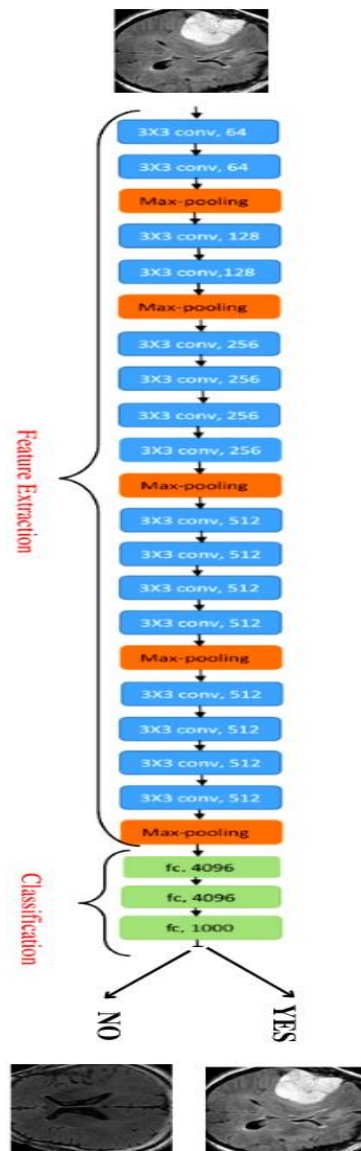 3X3 conv, 64
3X3 conv, 64
Max-pooling
3X3 conv, 128
3X3 conv,128
Max-pooling
3X3 conv, 256
3X3 conv, 256
3X3 conv, 256
3X3 conv, 256
Max-pooling
3X3 conv, 512
3X3 conv, 512
3X3 conv, 512
3X3 conv, 512
Max-pooling
3X3 conv, 512
3X3 conv, 512
3X3 conv, 512
3X3 conv, 512
Max-pooling
Feature Extraction
fc, 4096
fc, 4096
fc, 1000
Classification
NO
YES